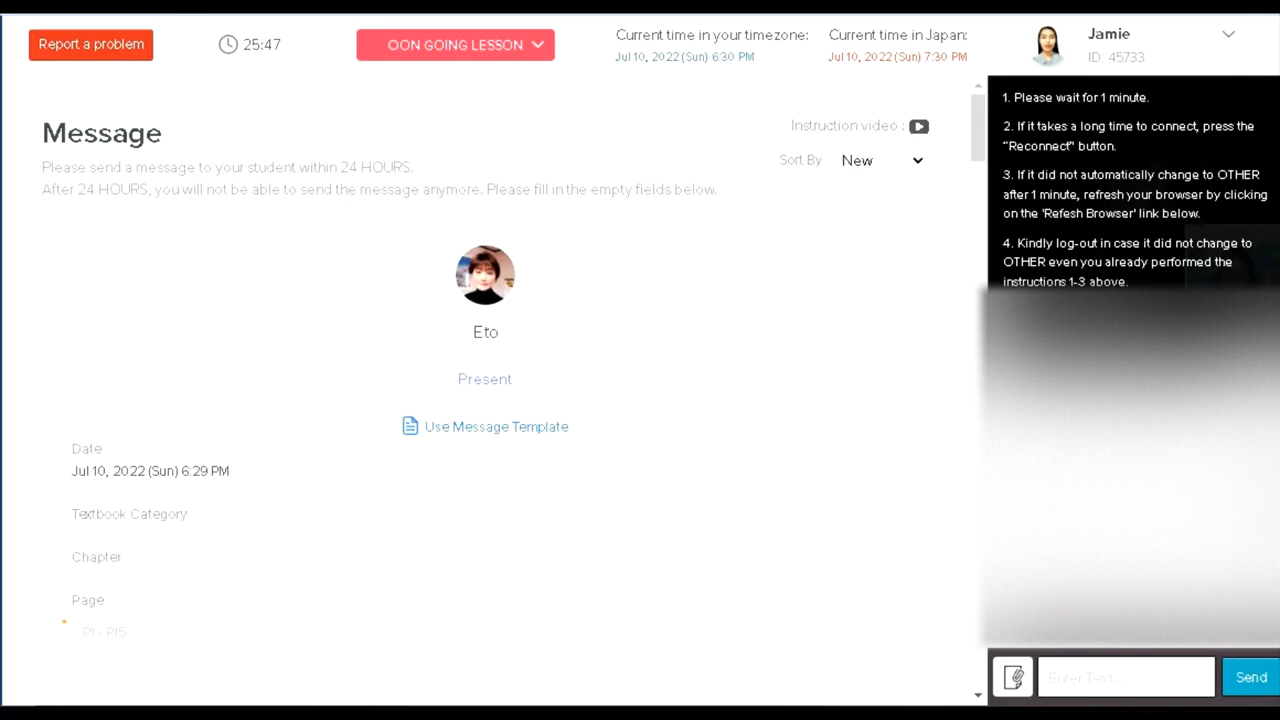 Report a problem
25:47
OON GOING LESSON
Current time in your timezone:
Jul 10, 2022 (Sun) 6:30 PM
Current time in Japan:
Jul 10, 2022 (Sun) 7:30 PM
Jamie
ID: 45733
Message
Please send a message to your student within 24 HOURS.
After 24 HOURS, you will not be able to send the message anymore. Please fill in the empty fields below.
Instruction video :
Sort By New
Eto
Present
Use Message Template
Date
Jul 10, 2022 (Sun) 6:29 PM
Textbook Category
Chapter
Page
* P1 - P15
1. Please wait for 1 minute.
2. If it takes a long time to connect, press the
"Reconnect" button.
3. If it did not automatically change to OTHER
after 1 minute, refresh your browser by clicking
on the 'Refesh Browser' link below.
4. Kindly log-out in case it did not change to
OTHER even you already performed the
instructions 1-3 above.
Enter Text...
Send